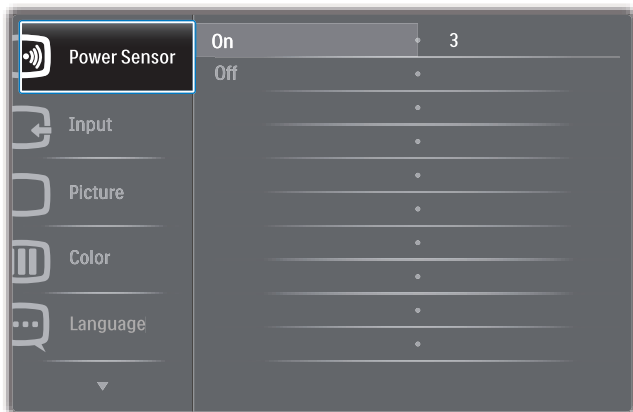 Power Sensor
On 3
Off
Input
Picture
Color
Language